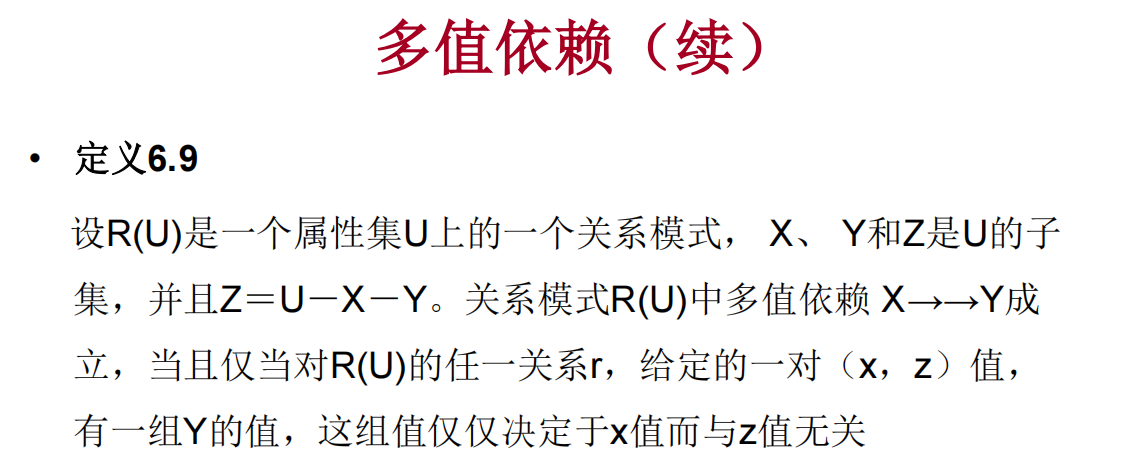 多值依赖（续）
• 定义6.9
设R(U)是一个属性集U上的一个关系模式， X、 Y和Z是U的子
集，并且Z＝U－X－Y。关系模式R(U)中多值依赖 X→→Y成
立，当且仅当对R(U)的任一关系r，给定的一对（x，z）值，
有一组Y的值，这组值仅仅决定于x值而与z值无关